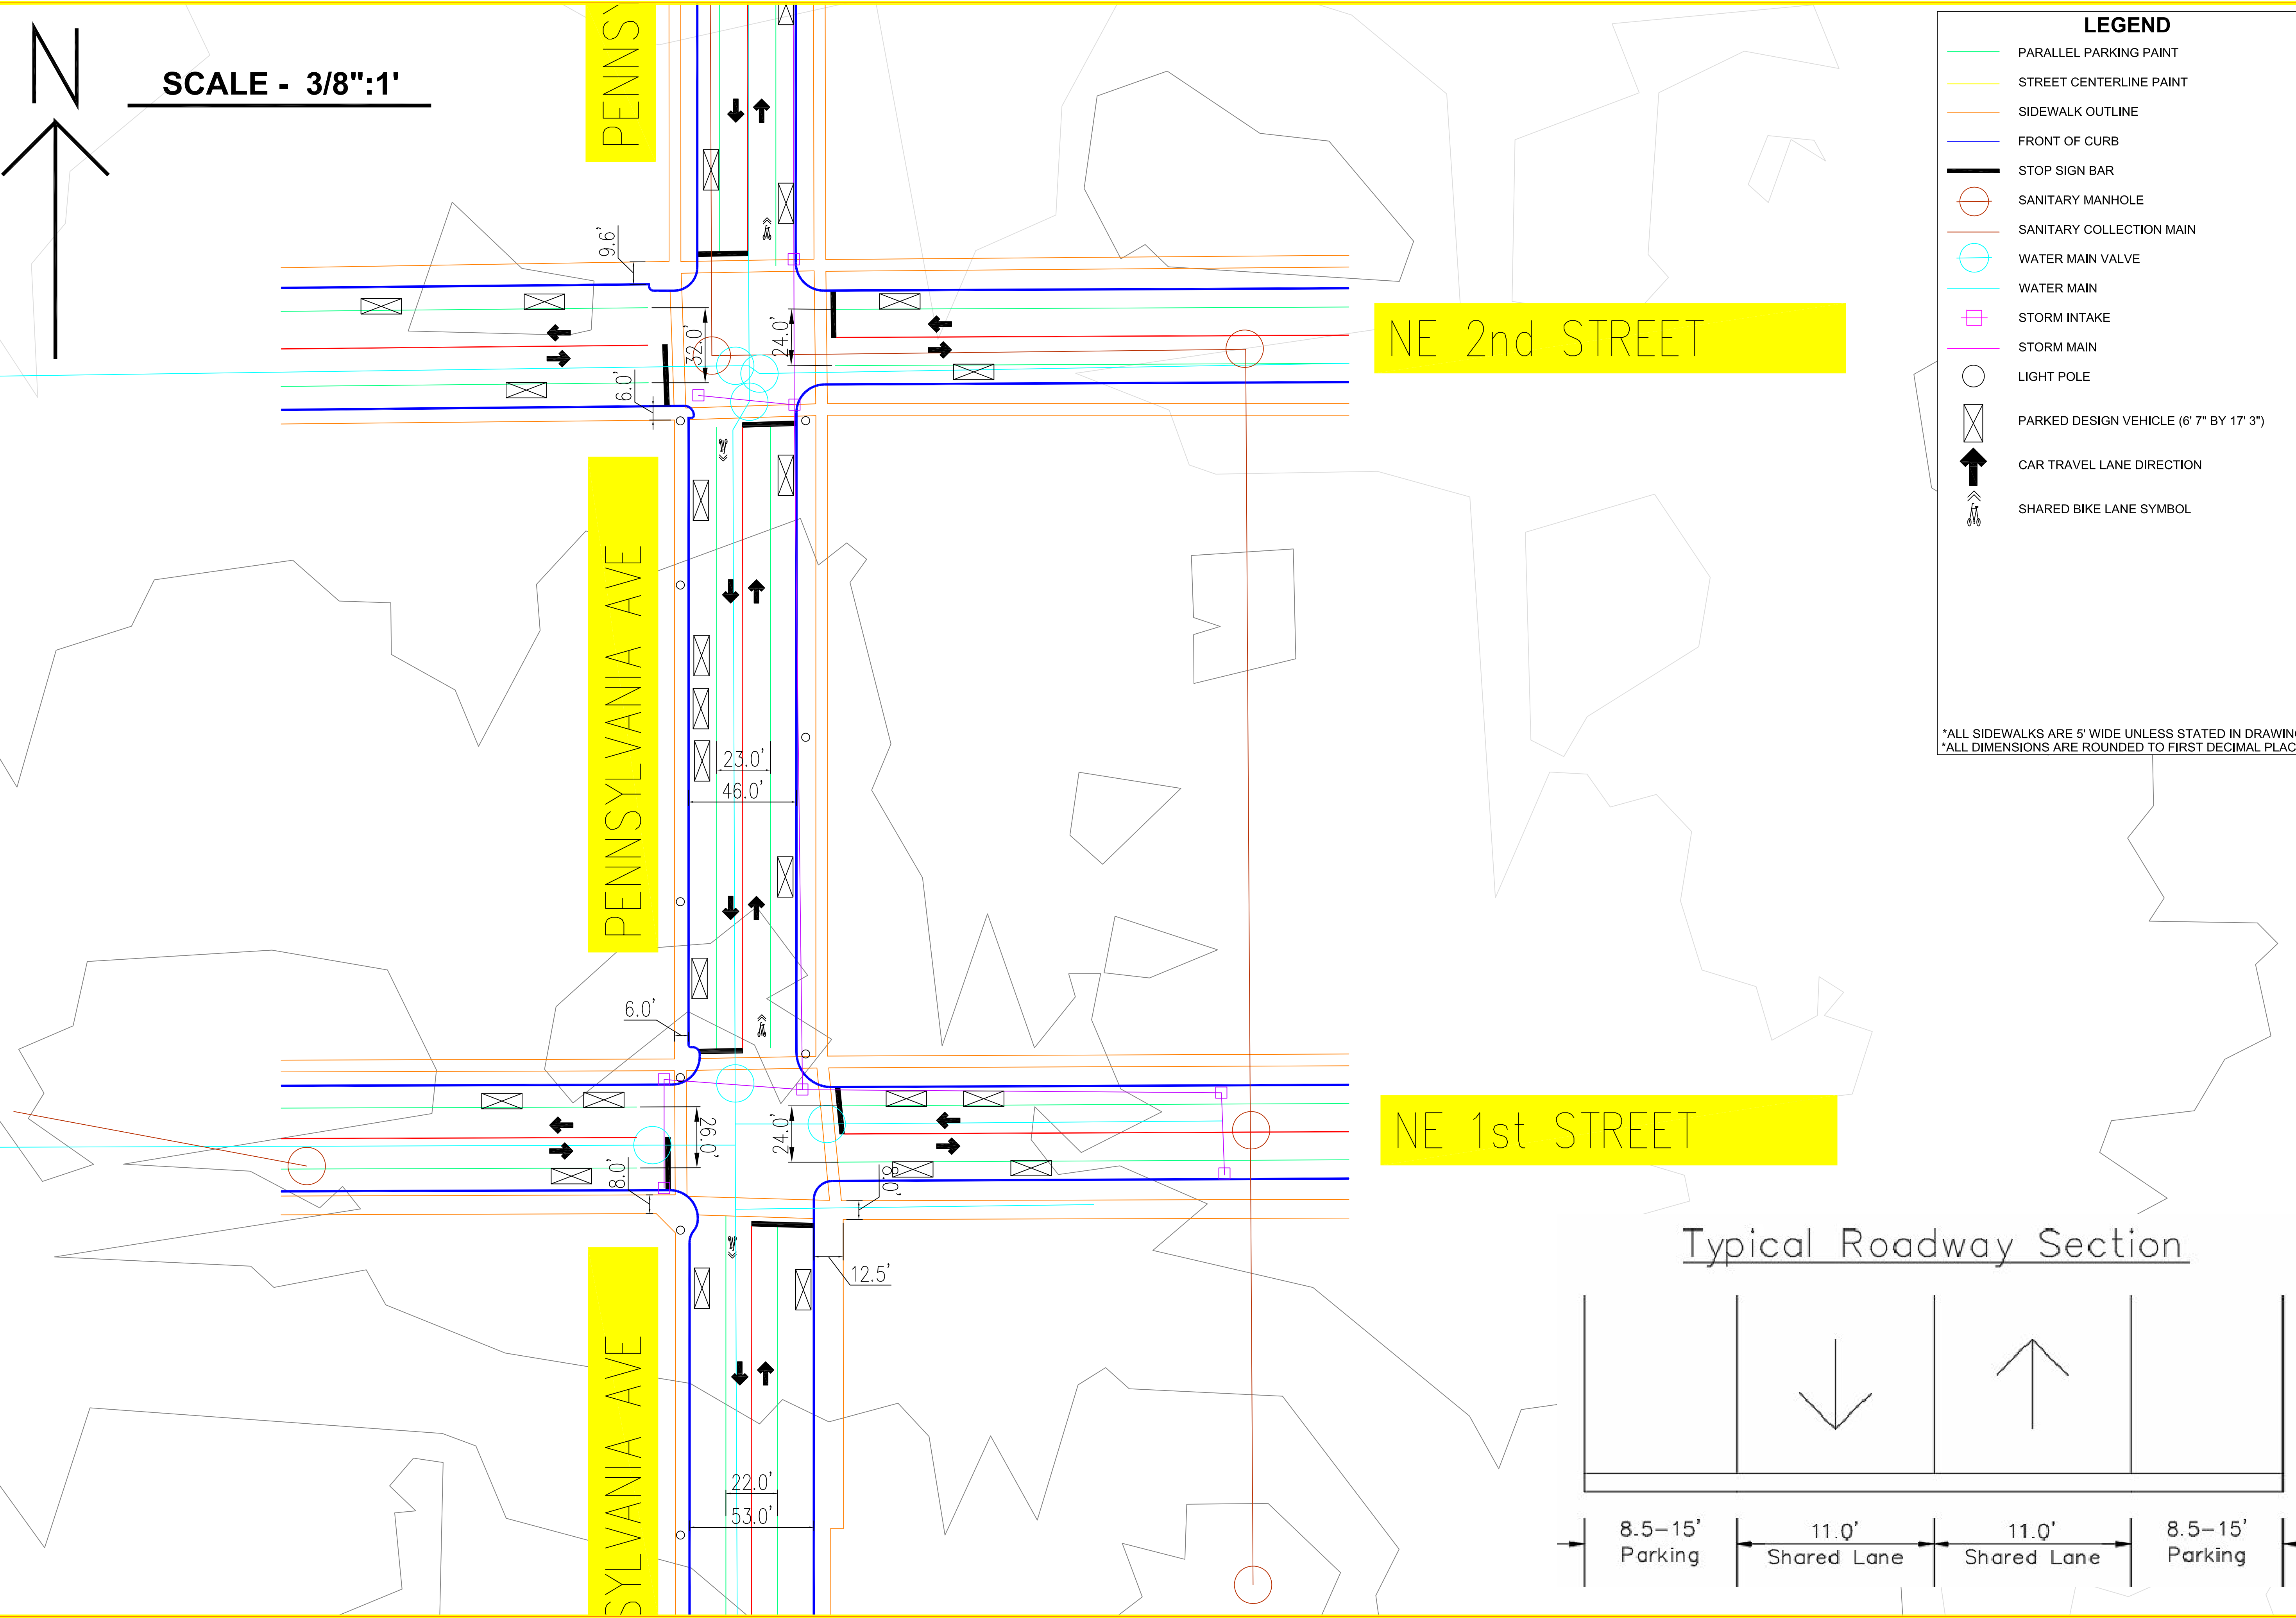 N
SCALE - 3/8":1'
PENNS
LEGEND
PARALLEL PARKING PAINT
STREET CENTERLINE PAINT
SIDEWALK OUTLINE
FRONT OF CURB
STOP SIGN BAR
SANITARY MANHOLE
SANITARY COLLECTION MAIN
WATER MAIN VALVE
WATER MAIN
STORM INTAKE
STORM MAIN
LIGHT POLE
PARKED DESIGN VEHICLE (6' 7" BY 17' 3")
CAR TRAVEL LANE DIRECTION
SHARED BIKE LANE SYMBOL
*ALL SIDEWALKS ARE 5' WIDE UNLESS STATED IN DRAWING
*ALL DIMENSIONS ARE ROUNDED TO FIRST DECIMAL PLAC
9.6'
32.0'
24.0'
6.0'
NE 2nd STREET
PENNSYLVANIA AVE
23.0'
46.0'
6.0'
26.0'
24.0'
8.0'
8.0'
NE 1st STREET
12.5'
SYLVANIA AVE
22.0'
53.0'
Typical Roadway Section
8.5-15' 11.0' 11.0' 8.5-15'
Parking Shared Lane Shared Lane Parking